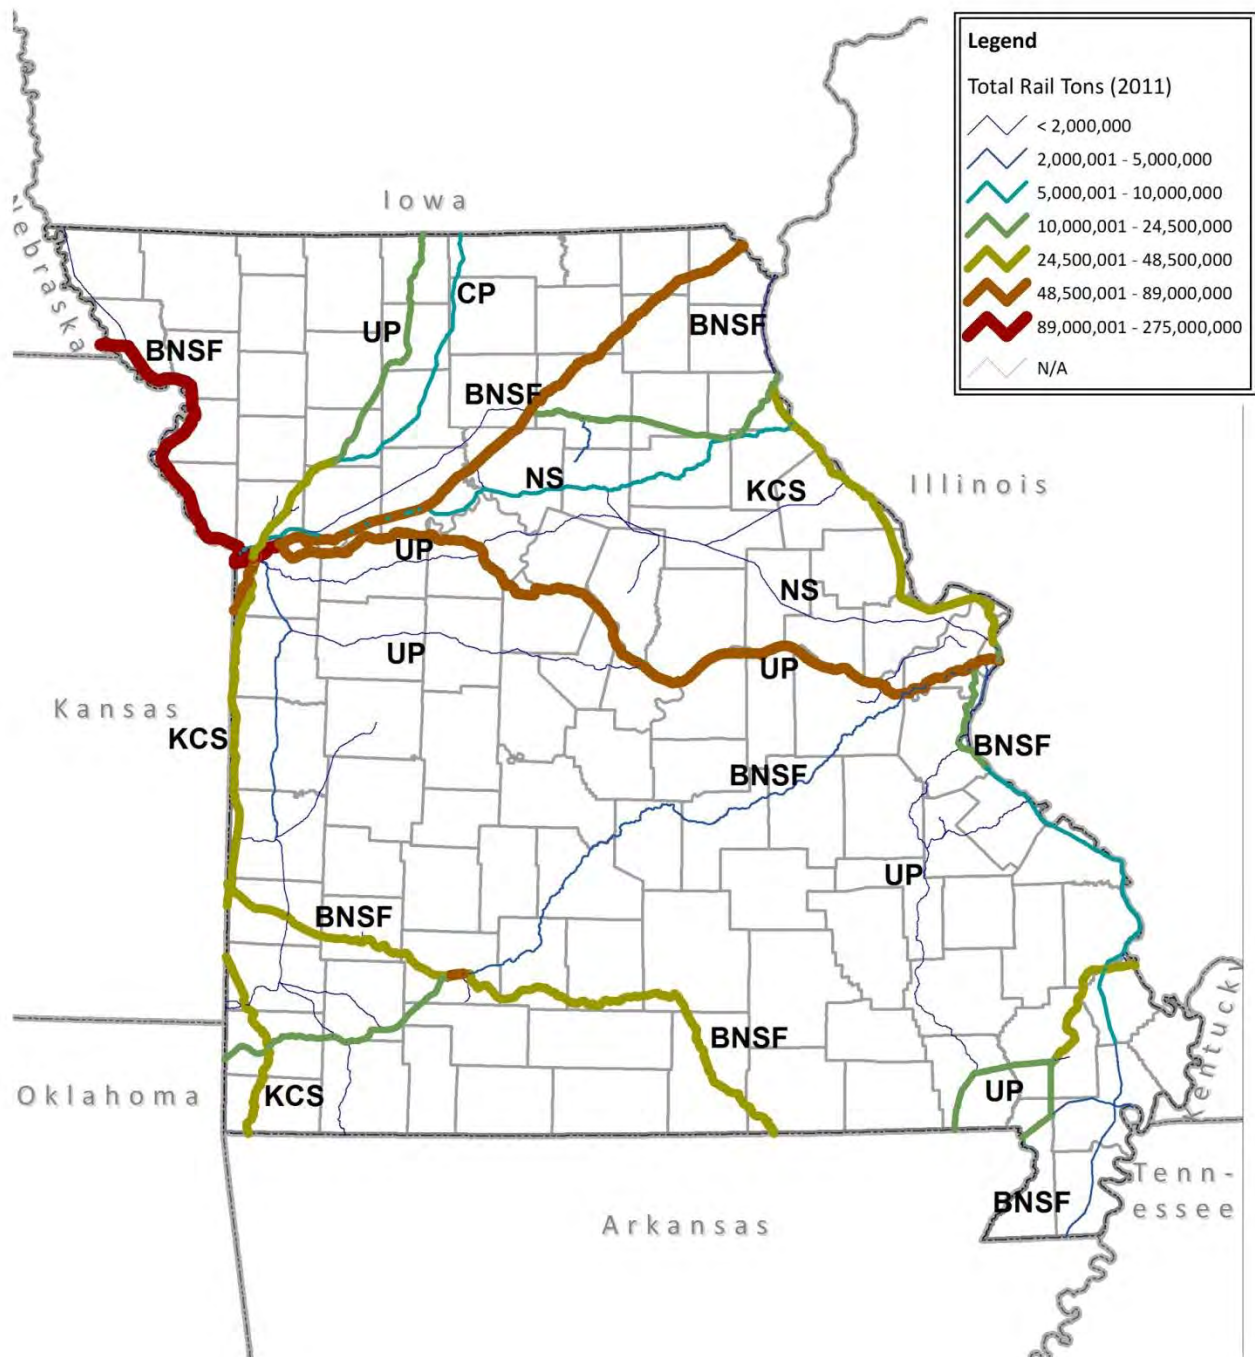 Legend
Total Rail Tons (2011)
< 2,000,000
2,000,001 - 5,000,000
5,000,001 - 10,000,000
10,000,001 - 24,500,000
24,500,001 - 48,500,000
48,500,001 - 89,000,000
89,000,001 - 275,000,000
N/A
Iowa
Nebraska
CP
UP
BNSF
BNSF
BNSF
NS
KCS
Illinois
UP
NS
UP
UP
Kansas
KCS
BNSF
BNSF
UP
BNSF
BNSF
Kentucky
Oklahoma
KCS
UP
BNSF
Tenn-
essee
Arkansas